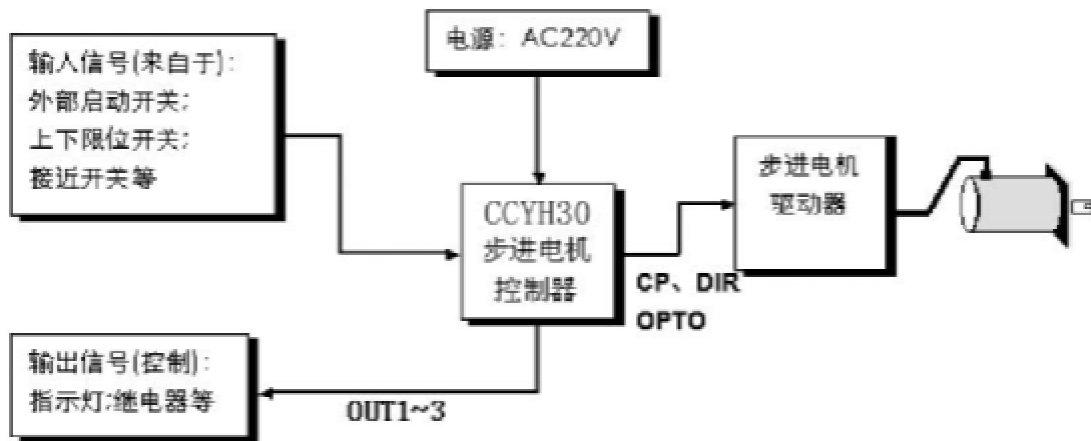 电源：AC220V
输入信号(来自于)：
外部启动开关；
上下限位开关；
接近开关等
步进电机
驱动器
CCYH30
步进电机
控制器
CP、DIR
OPTO
输出信号(控制)：
指示灯；继电器等
OUT1~3